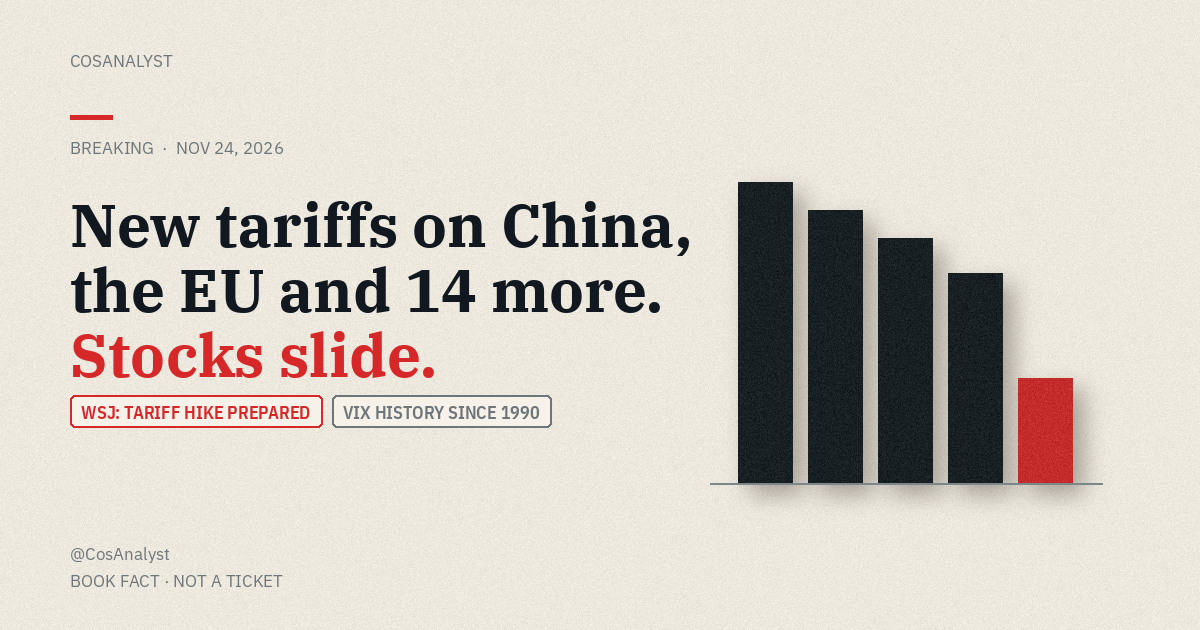 COSANALYST
BREAKING · NOV 24, 2026
New tariffs on China,
the EU and 14 more.
Stocks slide.
WSJ: TARIFF HIKE PREPARED
VIX HISTORY SINCE 1990
@CosAnalyst
BOOK FACT · NOT A TICKET